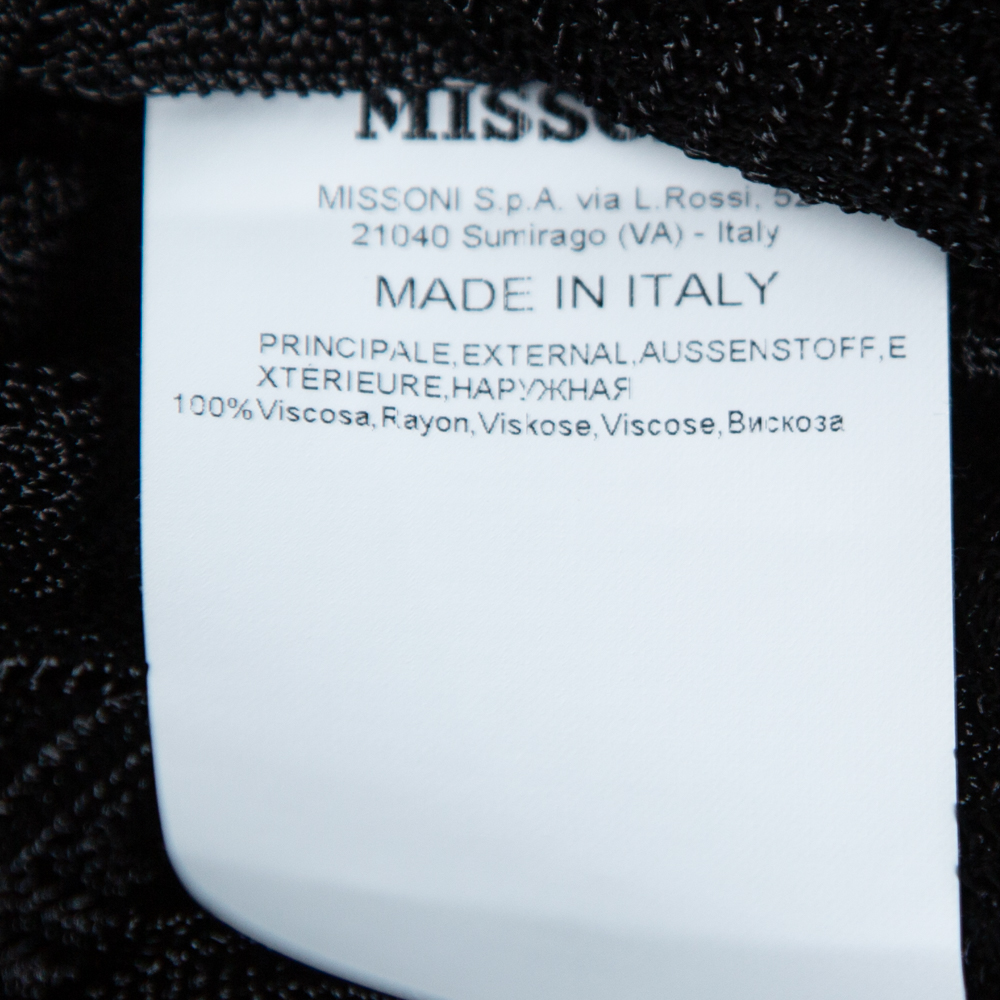 MISSONI S.p.A. via L.Rossi,
21040 Sumirago (VA) - Italy
MADE IN ITALY
PRINCIPALE,EXTERNAL,AUSSENSTOFF,E
XTÉRIEURE,НАРУЖНАЯ
100%Viscosa,Rayon,Viskose,Viscose,Вискоза